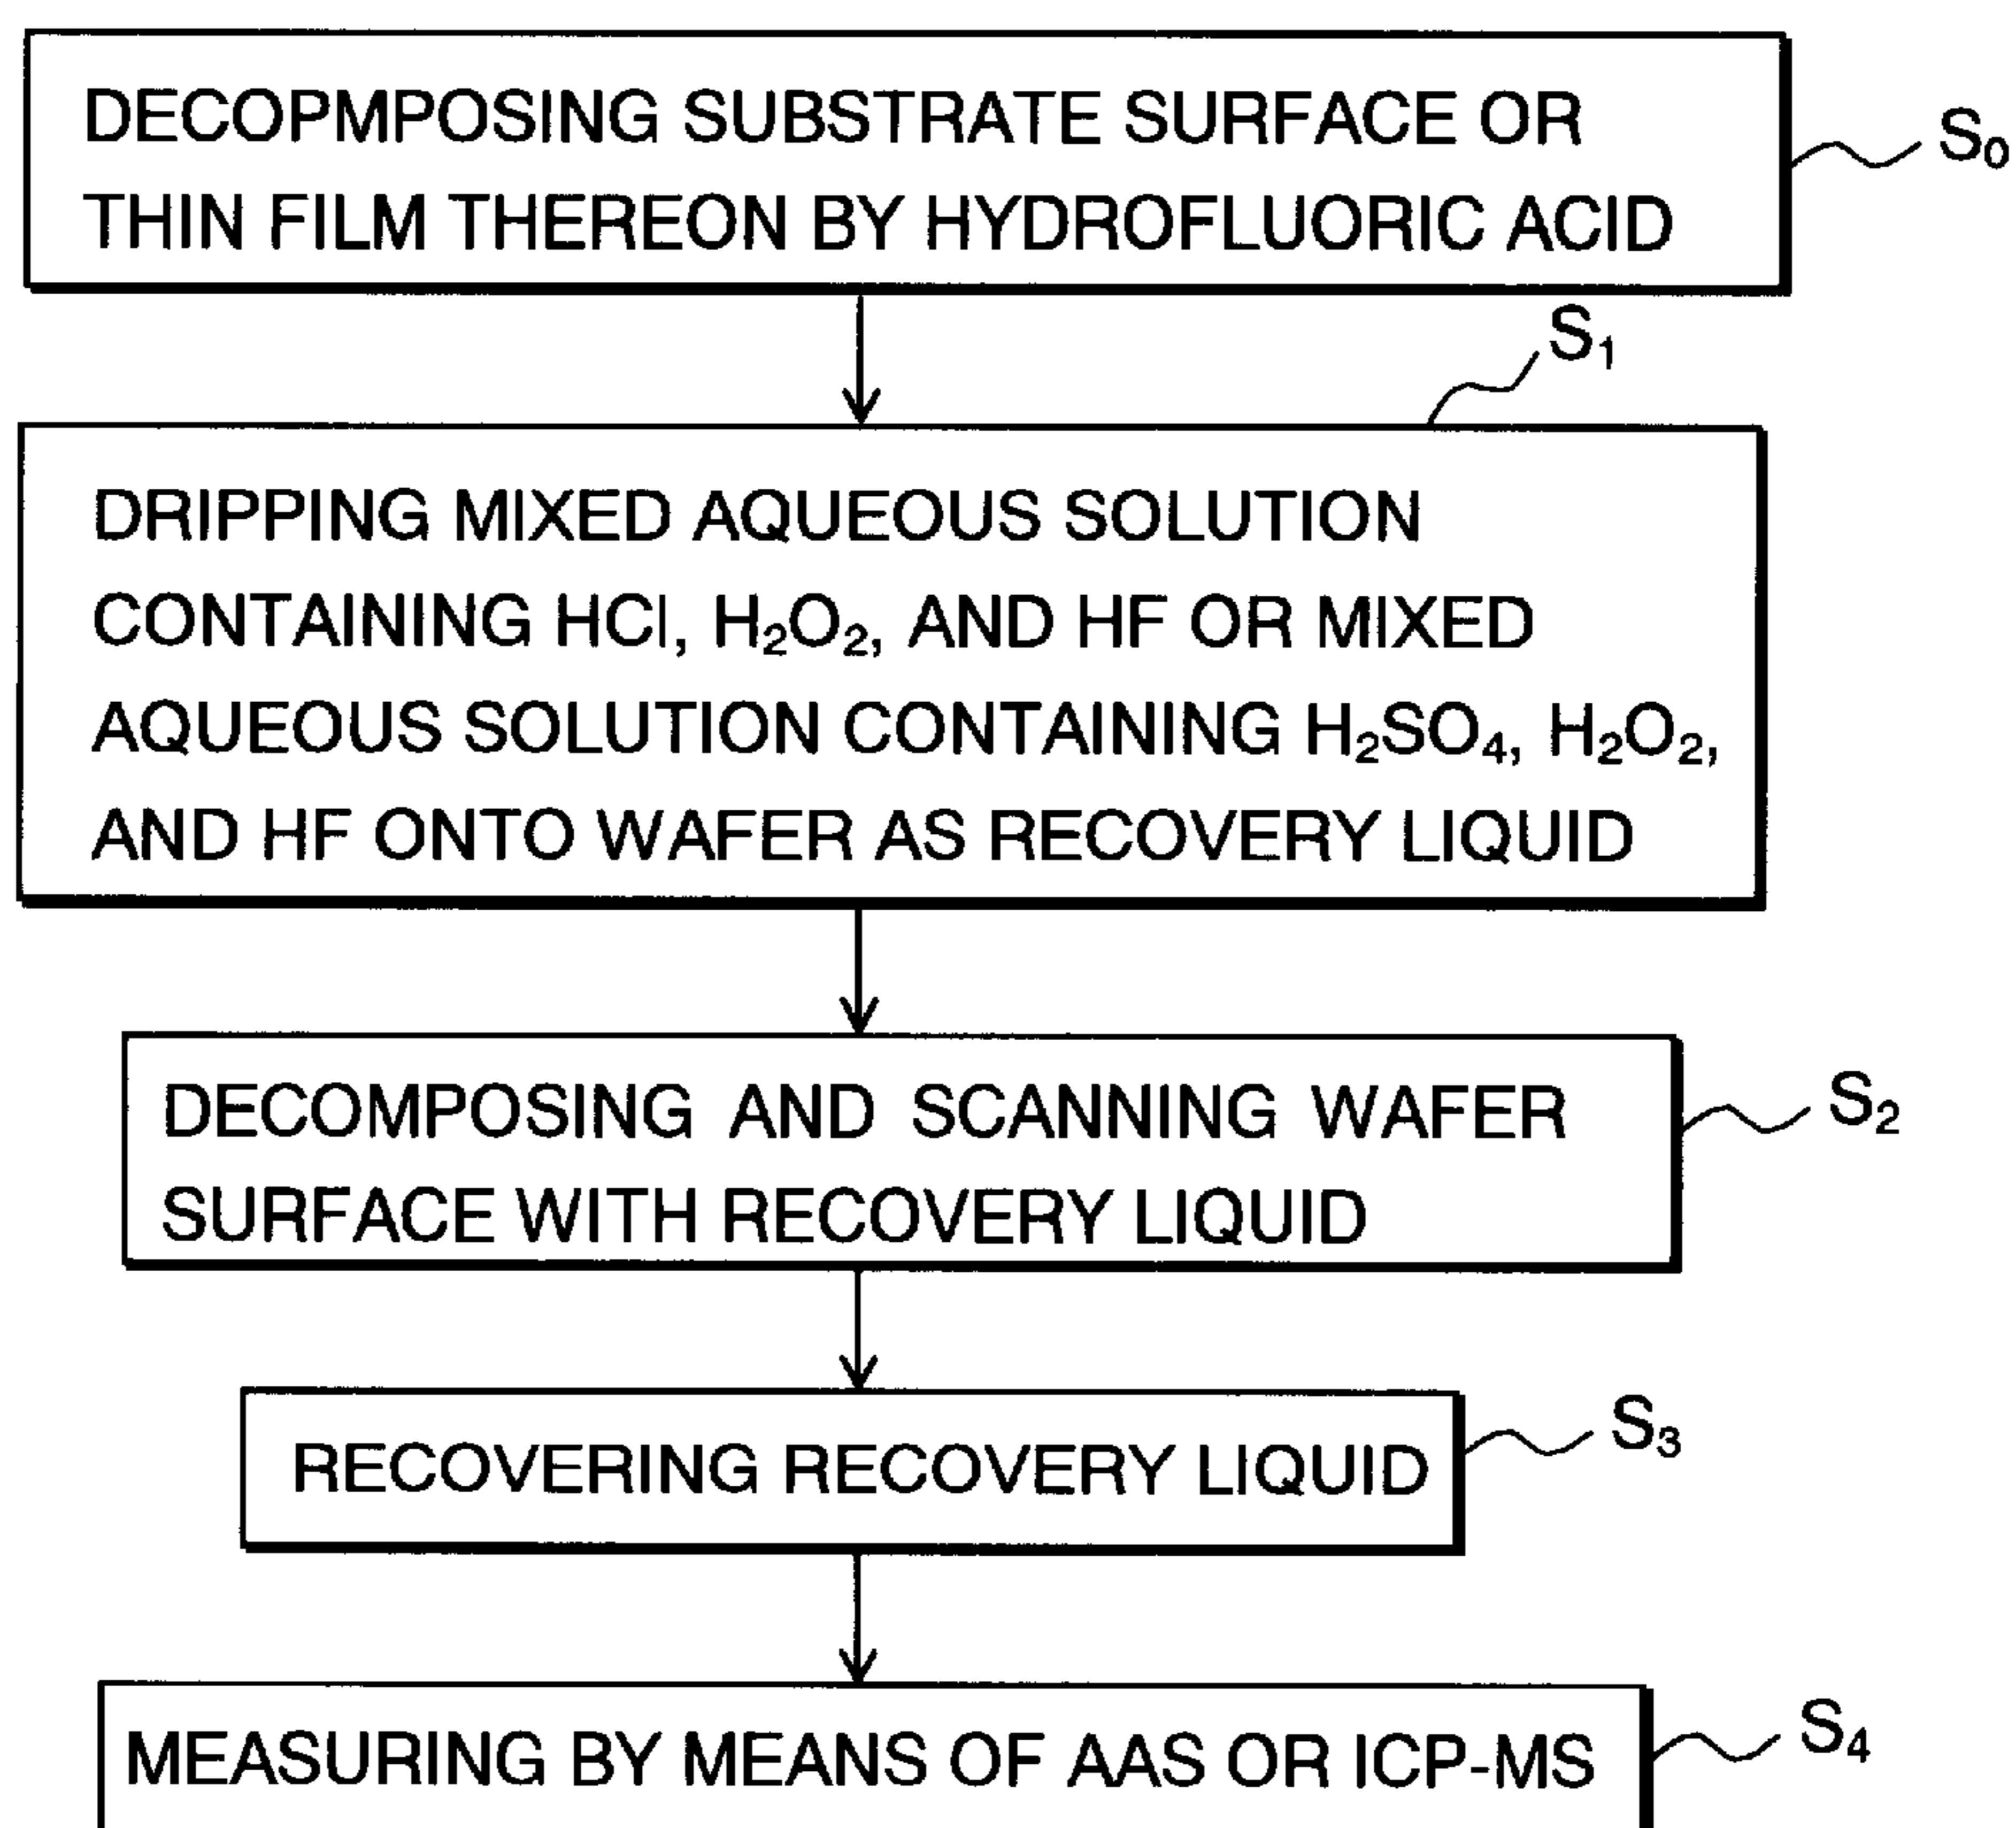 DECOPMPOSING SUBSTRATE SURFACE OR
THIN FILM THEREON BY HYDROFLUORIC ACID
S₀
S₁
DRIPPING MIXED AQUEOUS SOLUTION
CONTAINING HCl, H₂O₂, AND HF OR MIXED
AQUEOUS SOLUTION CONTAINING H₂SO₄, H₂O₂,
AND HF ONTO WAFER AS RECOVERY LIQUID
DECOMPOSING AND SCANNING WAFER
SURFACE WITH RECOVERY LIQUID
S₂
RECOVERING RECOVERY LIQUID
S₃
MEASURING BY MEANS OF AAS OR ICP-MS
S₄